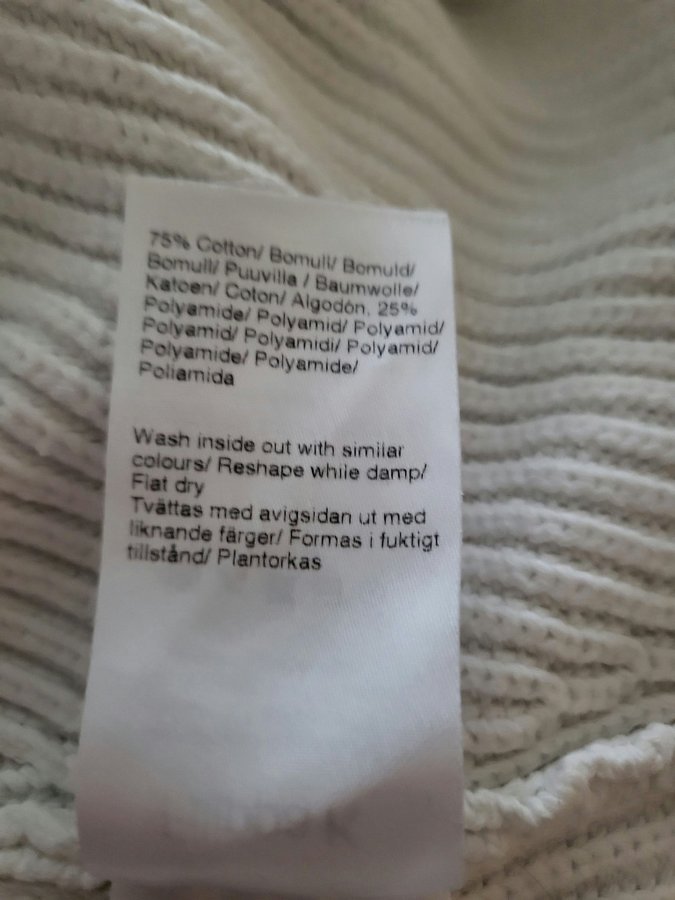 75% Cotton/ Bomull/ Bomuld/
Bomull/ Puuvilla / Baumwolle/
Katoen/ Coton/ Algodón, 25%
Polyamide/ Polyamid/ Polyamid/
Polyamid/ Polyamidi/ Polyamid/
Polyamide/ Polyamide/
Poliamida
Wash inside out with similar
colours/ Reshape while damp/
Flat dry
Tvättas med avigsidan ut med
liknande färger/ Formas i fuktigt
tillstånd/ Plantorkas